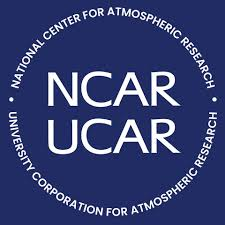 NATIONAL CENTER FOR ATMOSPHERIC RESEARCH
NCAR
UCAR
UNIVERSITY CORPORATION FOR ATMOSPHERIC RESEARCH